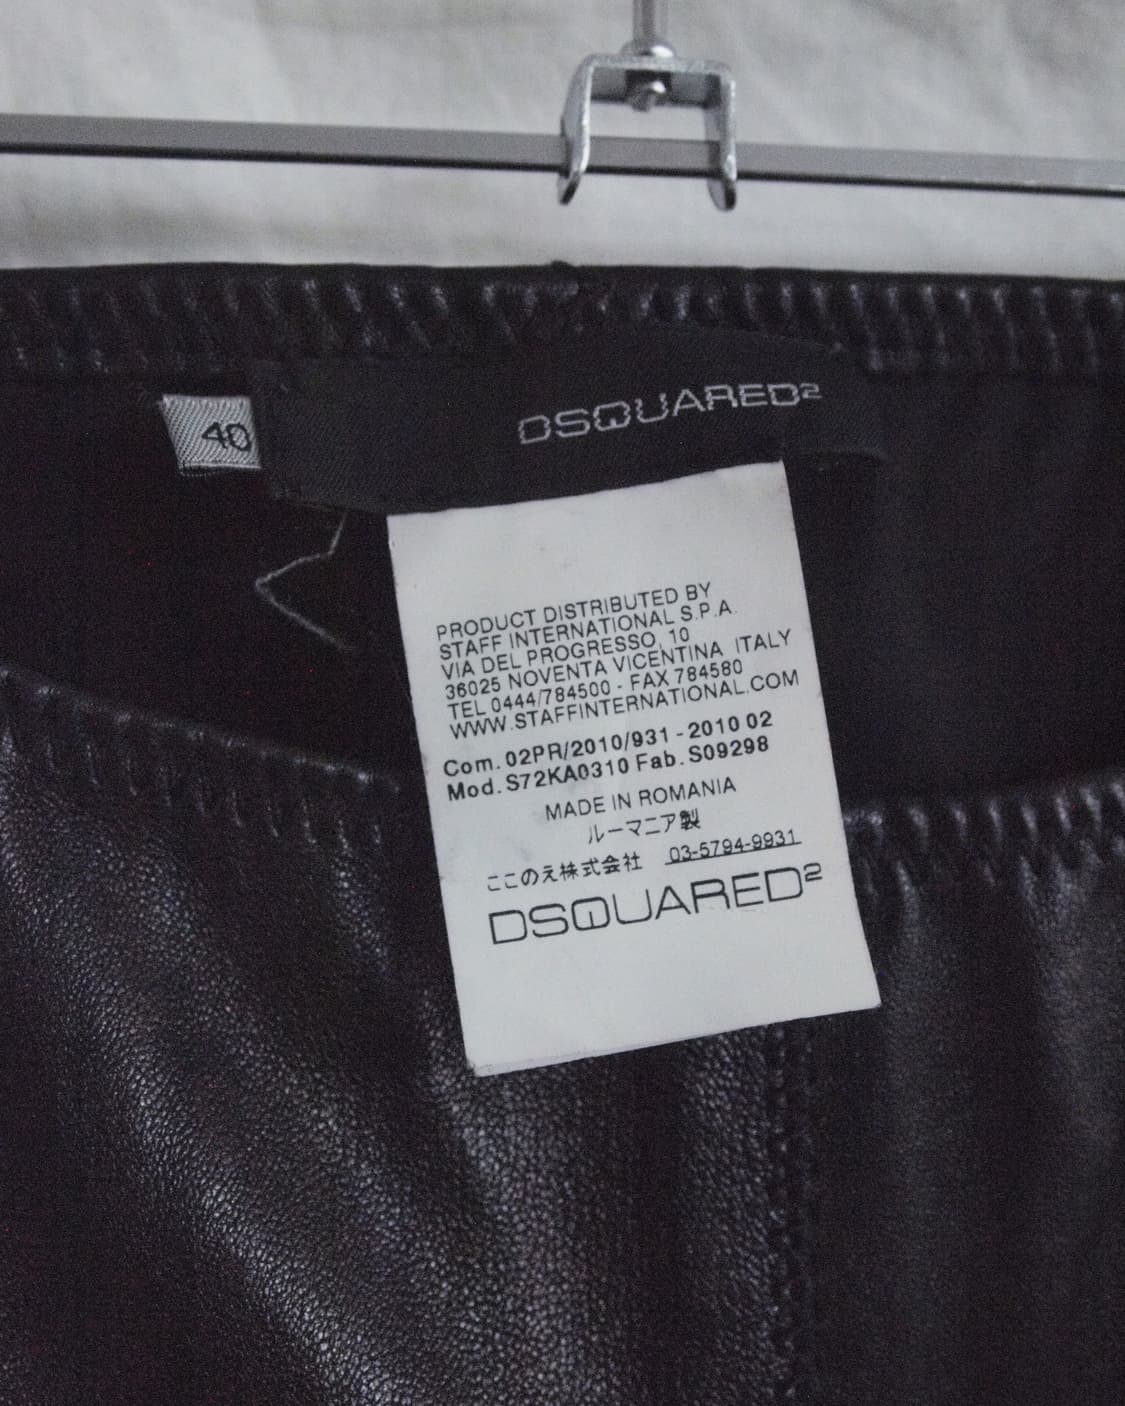 DSQUARED2
40
PRODUCT DISTRIBUTED BY
STAFF INTERNATIONAL S.P.A.
VIA DEL PROGRESSO, 10
36025 NOVENTA VICENTINA ITALY
TEL 0444/784500 - FAX 784580
WWW.STAFFINTERNATIONAL.COM
Com. 02PR/2010/931 - 2010 02
Mod. S72KA0310 Fab. S09298
MADE IN ROMANIA
ルーマニア製
ここのえ株式会社 03-5794-9931
DSQUARED2